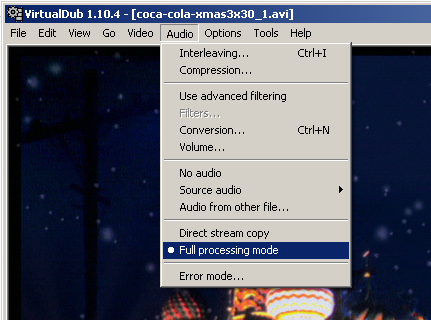 VirtualDub 1.10.4 - [coca-cola-xmas3x30_1.avi]
File Edit View Go Video Audio Options Tools Help
Interleaving... Ctrl+I
Compression...
Use advanced filtering
Filters...
Conversion... Ctrl+N
Volume...
No audio
Source audio
Audio from other file...
Direct stream copy
Full processing mode
Error mode...